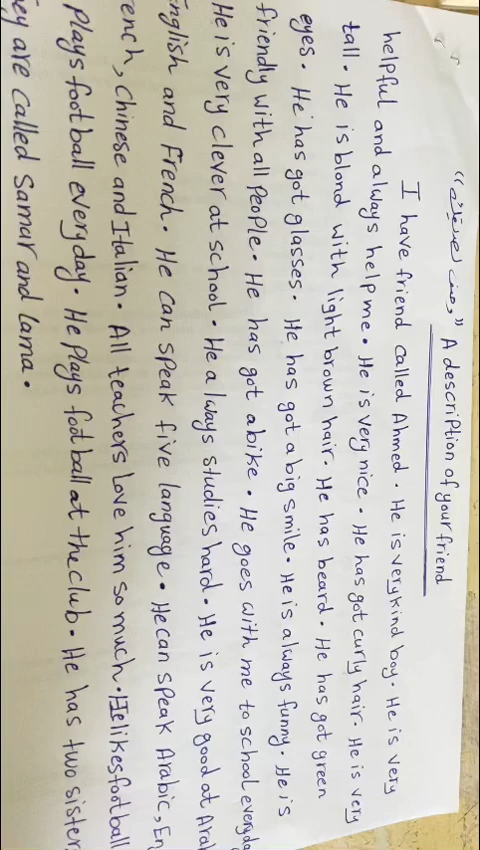 "وصف لصديقك" A description of your friend
I have friend called Ahmed. He is verykind boy. He is very
helpful and always help me. He is very nice. He has got curly hair. He is very
tall. He is blond with light brown hair. He has beard. He has got green
eyes. He has got glasses. He has got a big smile. He is always funny. He is
friendly with all people. He has got a bike. He goes with me to school everyda
He is very clever at school. He always studies hard. He is very good at Ara
English and French. He can speak five language. He can speak Arabic, En
ench, Chinese and Italian. All teachers love him so much. He likes football
Plays football everyday. He plays football at the club. He has two sister
ey are called Samar and Lama.